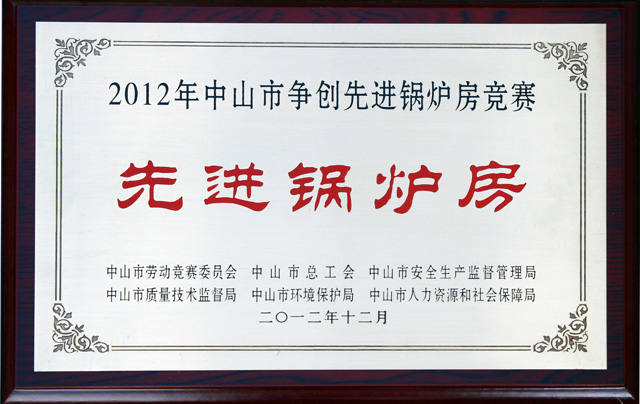 2012年中山市争创先进锅炉房竞赛
先进锅炉房
中山市劳动竞赛委员会 中山市总工会 中山市安全生产监督管理局
中山市质量技术监督局 中山市环境保护局 中山市人力资源和社会保障局
二〇一二年十二月